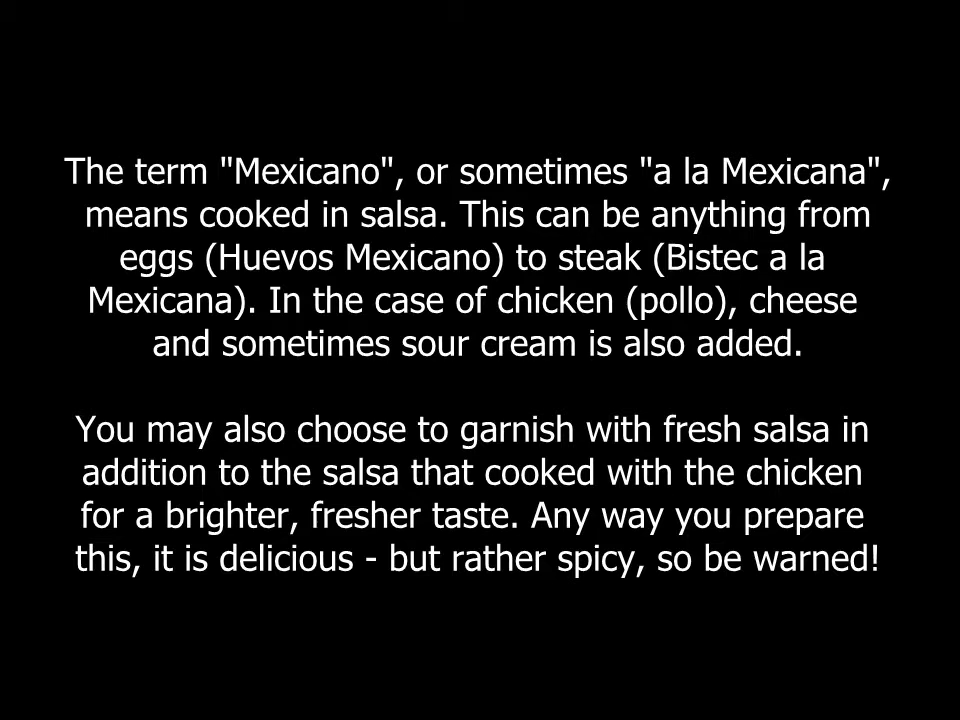 The term "Mexicano", or sometimes "a la Mexicana",
means cooked in salsa. This can be anything from
eggs (Huevos Mexicano) to steak (Bistec a la
Mexicana). In the case of chicken (pollo), cheese
and sometimes sour cream is also added.
You may also choose to garnish with fresh salsa in
addition to the salsa that cooked with the chicken
for a brighter, fresher taste. Any way you prepare
this, it is delicious - but rather spicy, so be warned!